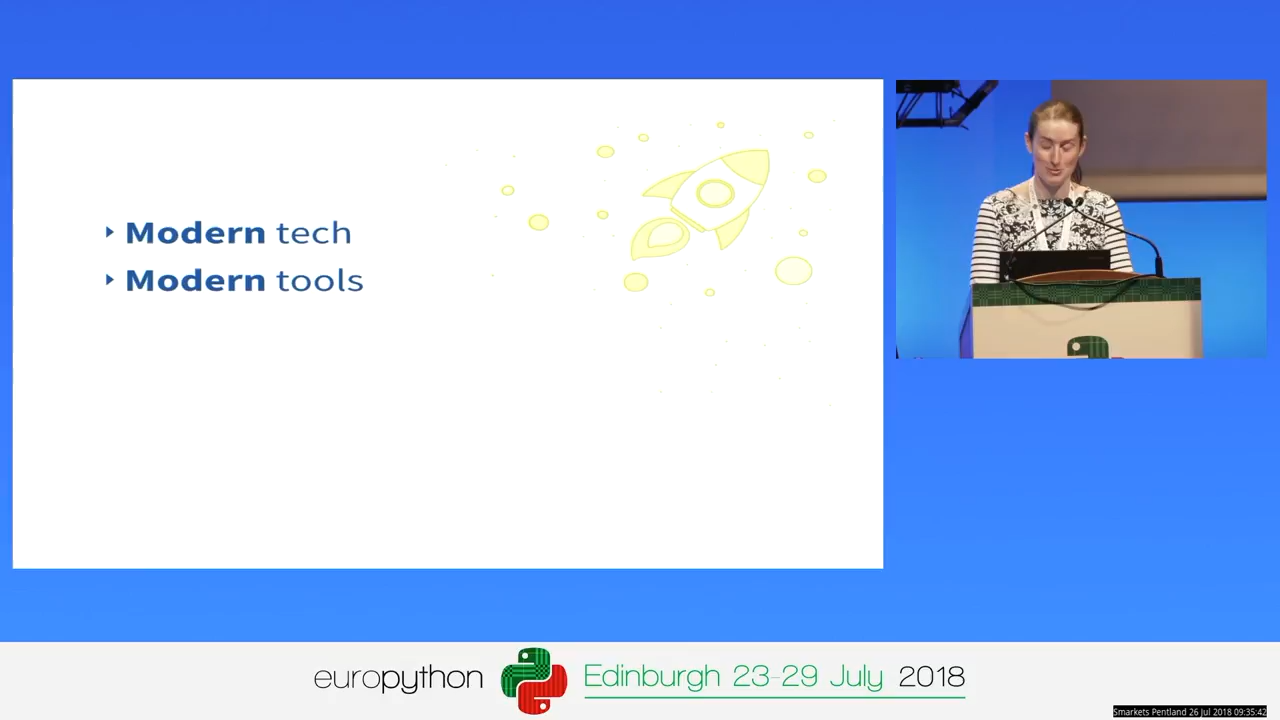 Modern tech
Modern tools
europython
Edinburgh 23-29 July 2018
Smarkets Pentland 26 Jul 2018 09:35:42